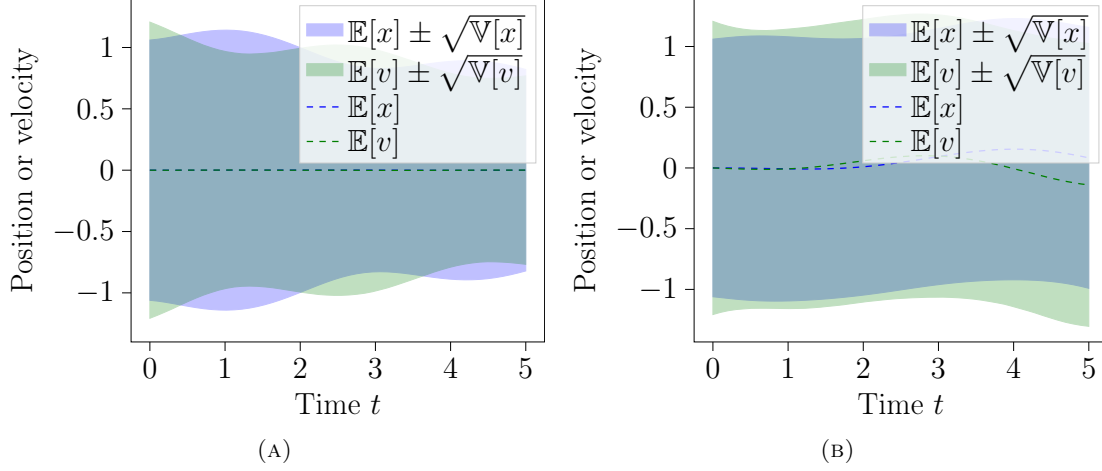 Position or velocity
1
0.5
0
−0.5
−1
0 1 2 3 4 5
Time t
𝔼[x] ± √𝕍[x]
𝔼[v] ± √𝕍[v]
𝔼[x]
𝔼[v]
(A)
Position or velocity
1
0.5
0
−0.5
−1
0 1 2 3 4 5
Time t
𝔼[x] ± √𝕍[x]
𝔼[v] ± √𝕍[v]
𝔼[x]
𝔼[v]
(B)